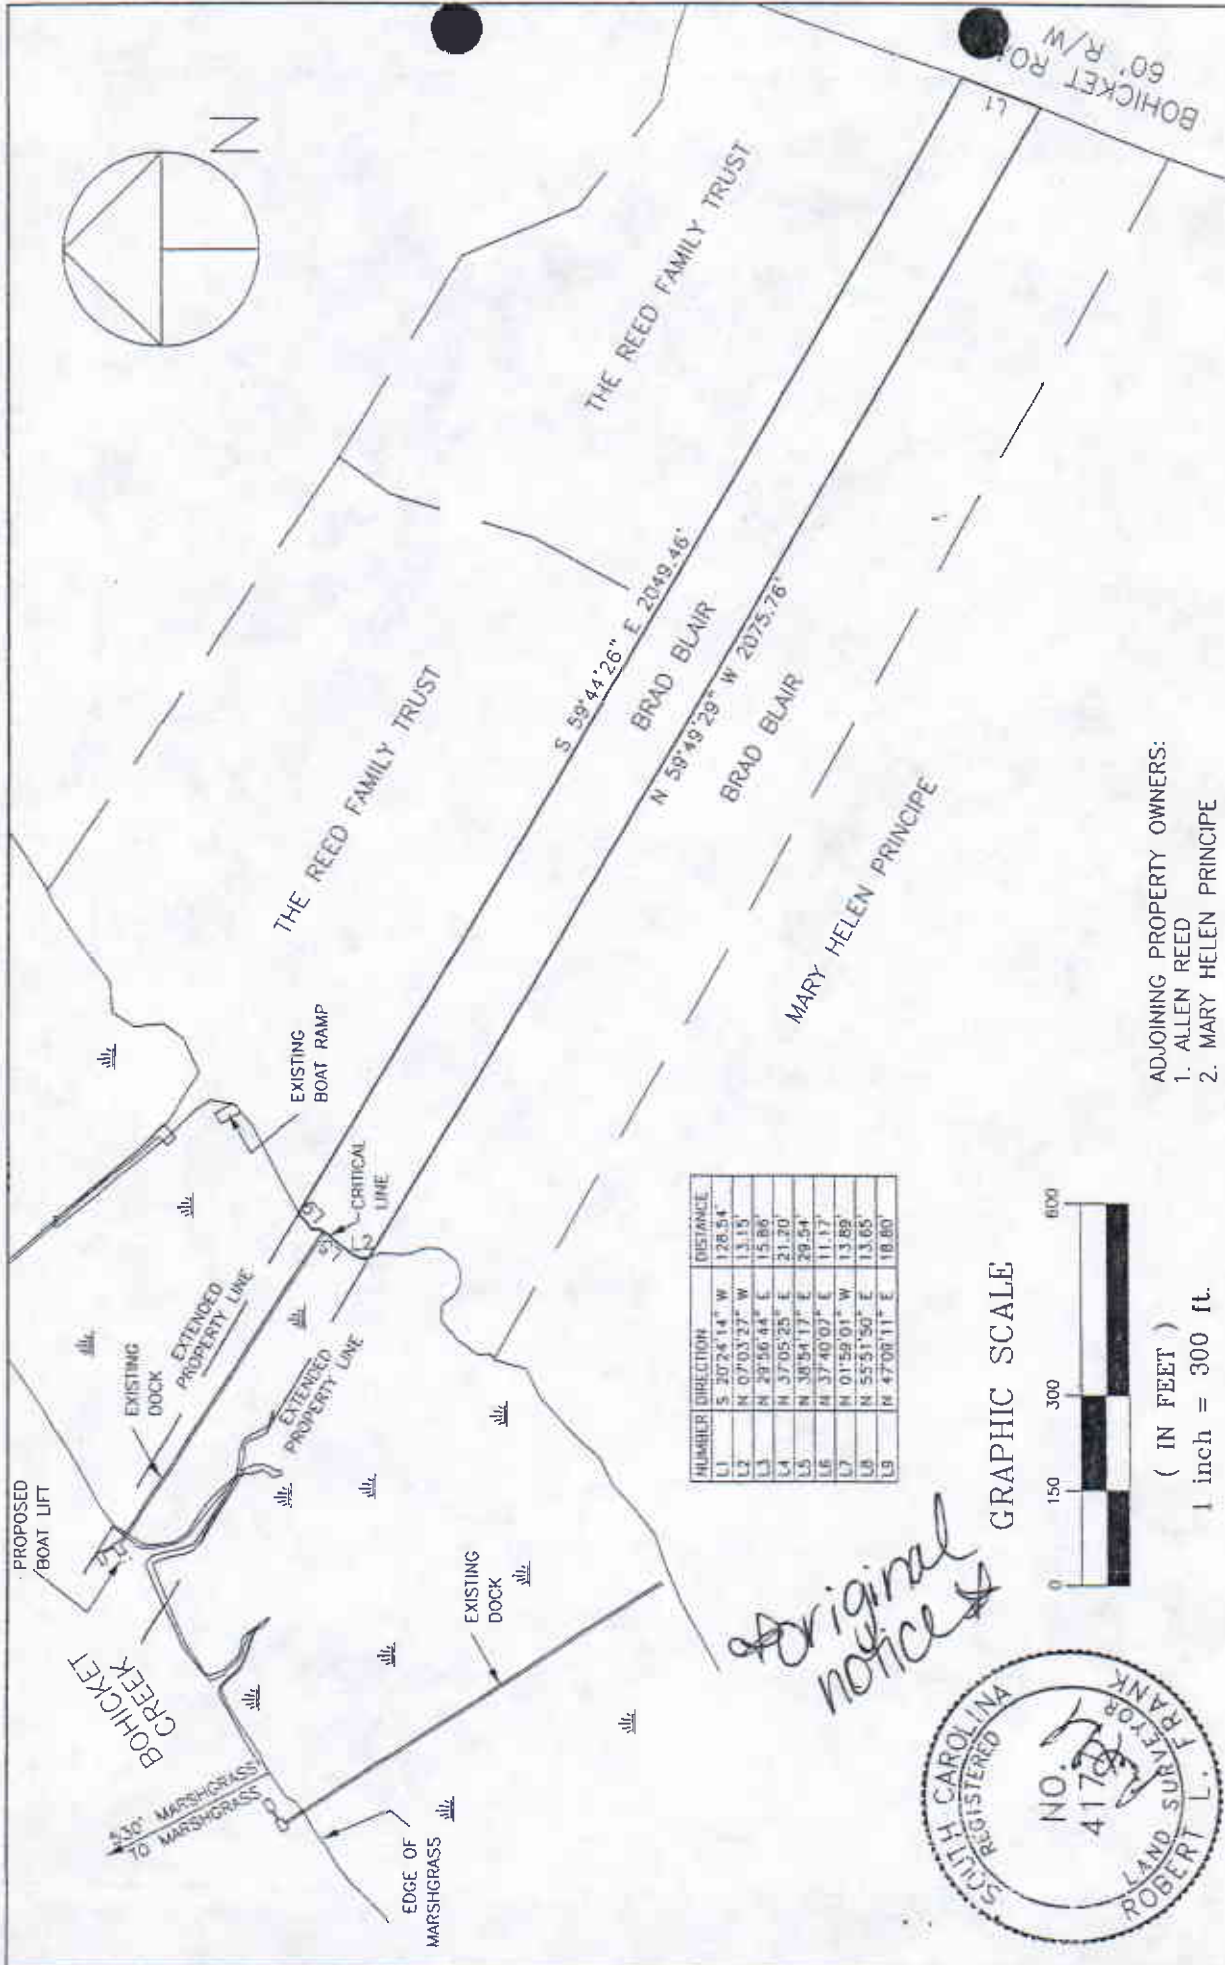 PROPOSED
BOAT LIFT
BOHICKET
CREEK
EXISTING
DOCK
EXTENDED
PROPERTY LINE
EXTENDED
PROPERTY LINE
±30° MARSHGRASS
TO MARSHGRASS
EDGE OF
MARSHGRASS
EXISTING
DOCK
EXISTING
BOAT RAMP
CRITICAL
LINE
L9
L5
L2
N
THE REED FAMILY TRUST
THE REED FAMILY TRUST
S 59°44'26" E 2049.46'
BRAD BLAIR
N 59°49'29" W 2075.76'
BRAD BLAIR
MARY HELEN PRINCIPE
L1
BOHICKET
60' R/W
NUMBER DIRECTION DISTANCE
L1 S 20°24'14" W 128.54'
L2 N 07°03'27" W 13.15'
L3 N 29°56'44" E 15.86'
L4 N 37°05'25" E 21.20'
L5 N 38°54'17" E 29.54
L6 N 37°40'07" E 11.17'
L7 N 01°59'01" W 13.89'
L8 N 55°51'50" E 13.65'
L9 N 47°09'11" E 18.80'
*original
notice*
GRAPHIC SCALE
0 150 300 600
( IN FEET )
1 inch = 300 ft.
SOUTH CAROLINA
REGISTERED
NO.
LAND SURVEYOR
ROBERT L. FRANK
ADJOINING PROPERTY OWNERS:
1. ALLEN REED
2. MARY HELEN PRINCIPE